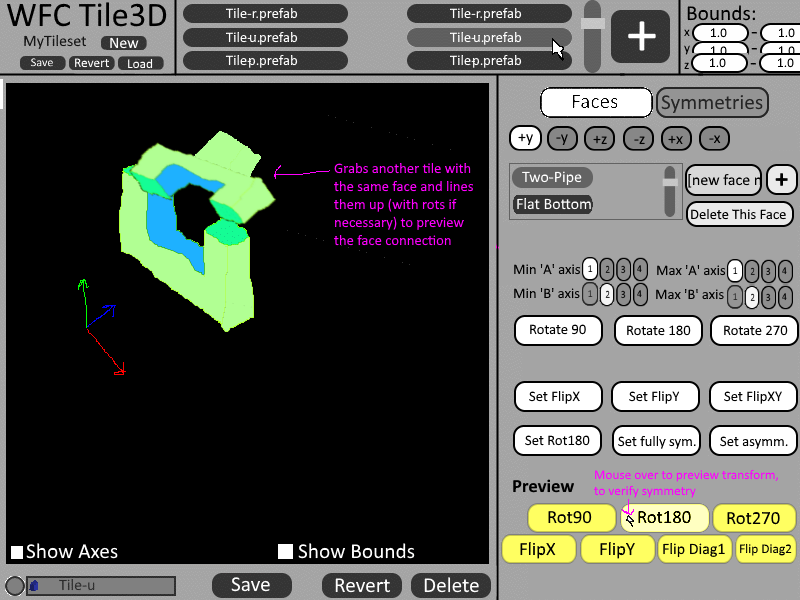 WFC Tile3D
MyTileset New
Save Revert Load
Tile-r.prefab
Tile-u.prefab
Tile-p.prefab
Tile-r.prefab
Tile-u.prefab
Tile-p.prefab
+
Bounds:
x 1.0 - 1.0
y 1.0 - 1.0
z 1.0 - 1.0
Grabs another tile with
the same face and lines
them up (with rots if
necessary) to preview
the face connection
Show Axes
Show Bounds
Tile-u
Save Revert Delete
Faces Symmetries
+y -y +z -z +x -x
Two-Pipe
Flat Bottom
[new face r +
Delete This Face
Min 'A' axis 1 2 3 4 Max 'A' axis 1 2 3 4
Min 'B' axis 1 2 3 4 Max 'B' axis 1 2 3 4
Rotate 90 Rotate 180 Rotate 270
Set FlipX Set FlipY Set FlipXY
Set Rot180 Set fully sym. Set asymm.
Mouse over to preview transform,
to verify symmetry
Preview
Rot90 Rot180 Rot270
FlipX FlipY Flip Diag1 Flip Diag2